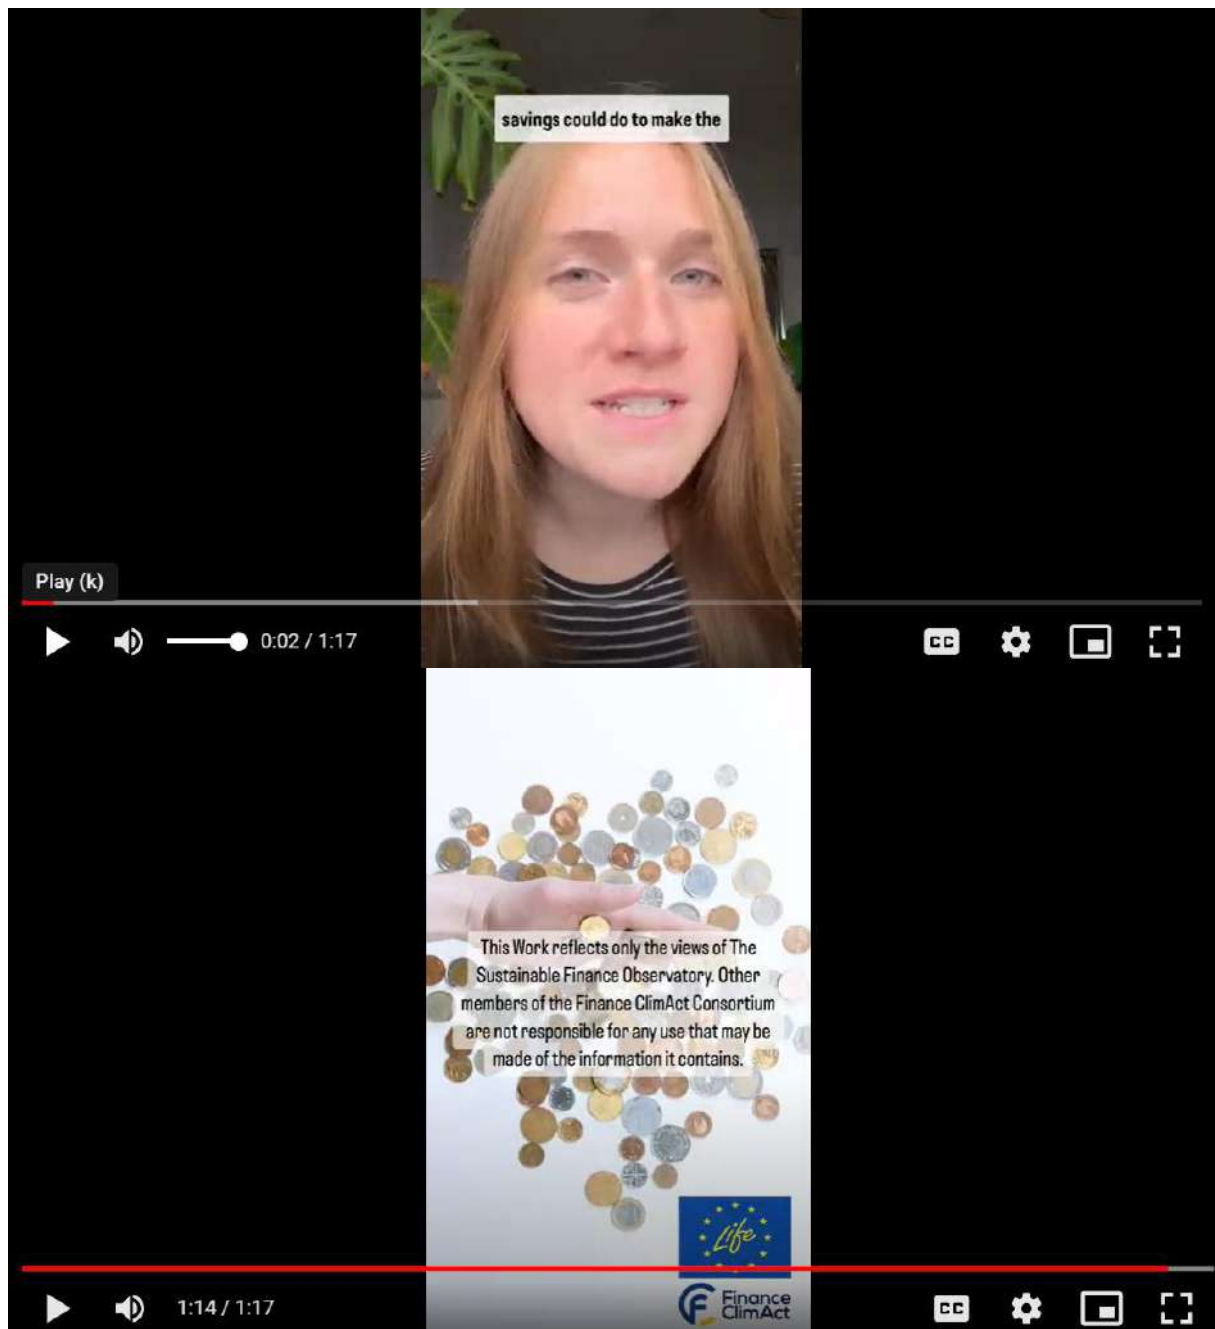 savings could do to make the
Play (k)
0:02 / 1:17
CC
This Work reflects only the views of The
Sustainable Finance Observatory. Other
members of the Finance ClimAct Consortium
are not responsible for any use that may be
made of the information it contains.
Life
Finance
ClimAct
1:14 / 1:17
CC